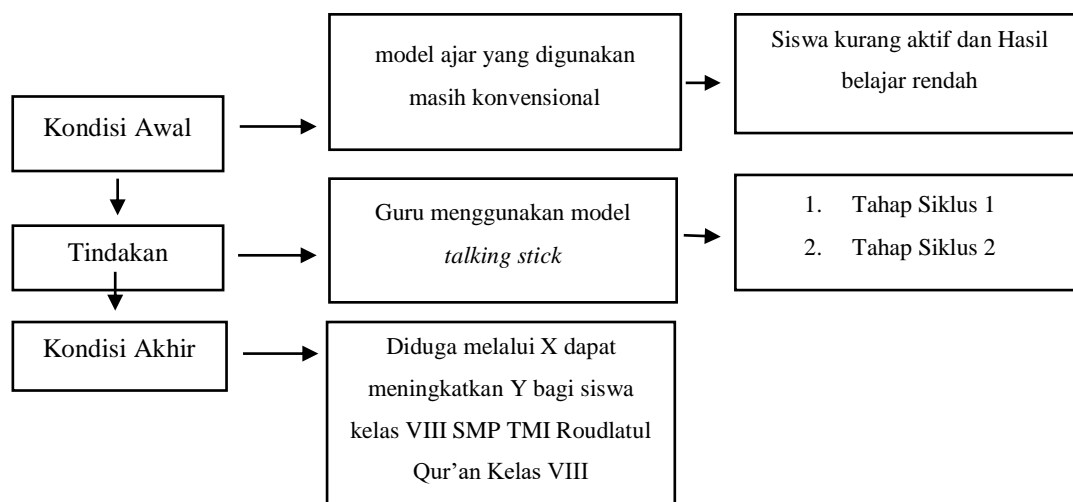 Kondisi Awal
model ajar yang digunakan
masih konvensional
Siswa kurang aktif dan Hasil
belajar rendah
Tindakan
Guru menggunakan model
talking stick
1. Tahap Siklus 1
2. Tahap Siklus 2
Kondisi Akhir
Diduga melalui X dapat
meningkatkan Y bagi siswa
kelas VIII SMP TMI Roudlatul
Qur’an Kelas VIII